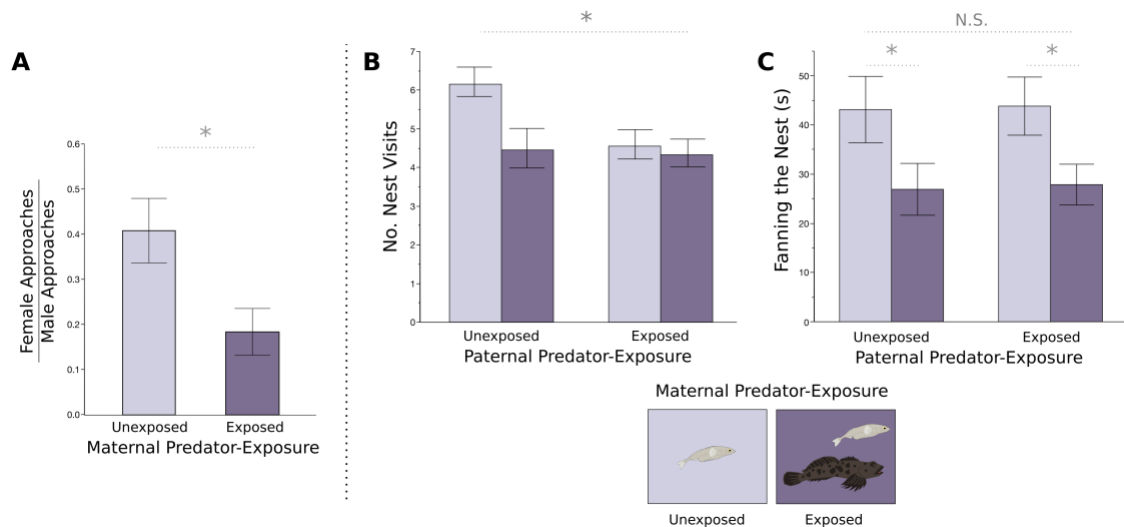 A
*
0.6
0.5
0.4
0.3
0.2
0.1
0.0
Female Approaches
Male Approaches
Unexposed Exposed
Maternal Predator-Exposure
B
*
7
6
5
4
3
2
1
0
No. Nest Visits
Unexposed Exposed
Paternal Predator-Exposure
C
N.S.
* *
50
40
30
20
10
0
Fanning the Nest (s)
Unexposed Exposed
Paternal Predator-Exposure
Maternal Predator-Exposure
Unexposed Exposed